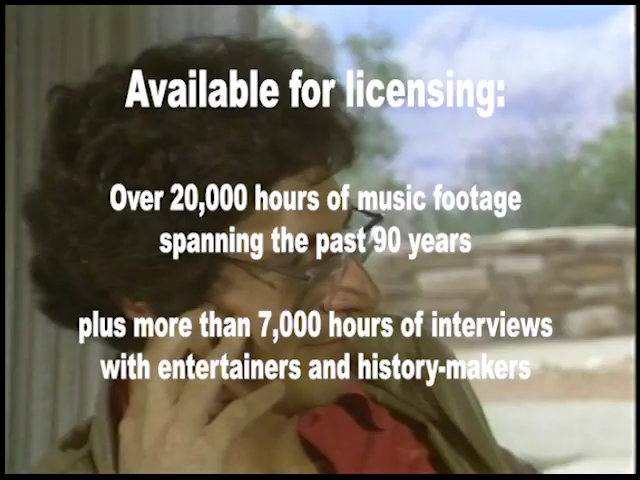 Available for licensing:
Over 20,000 hours of music footage
spanning the past 90 years
plus more than 7,000 hours of interviews
with entertainers and history-makers